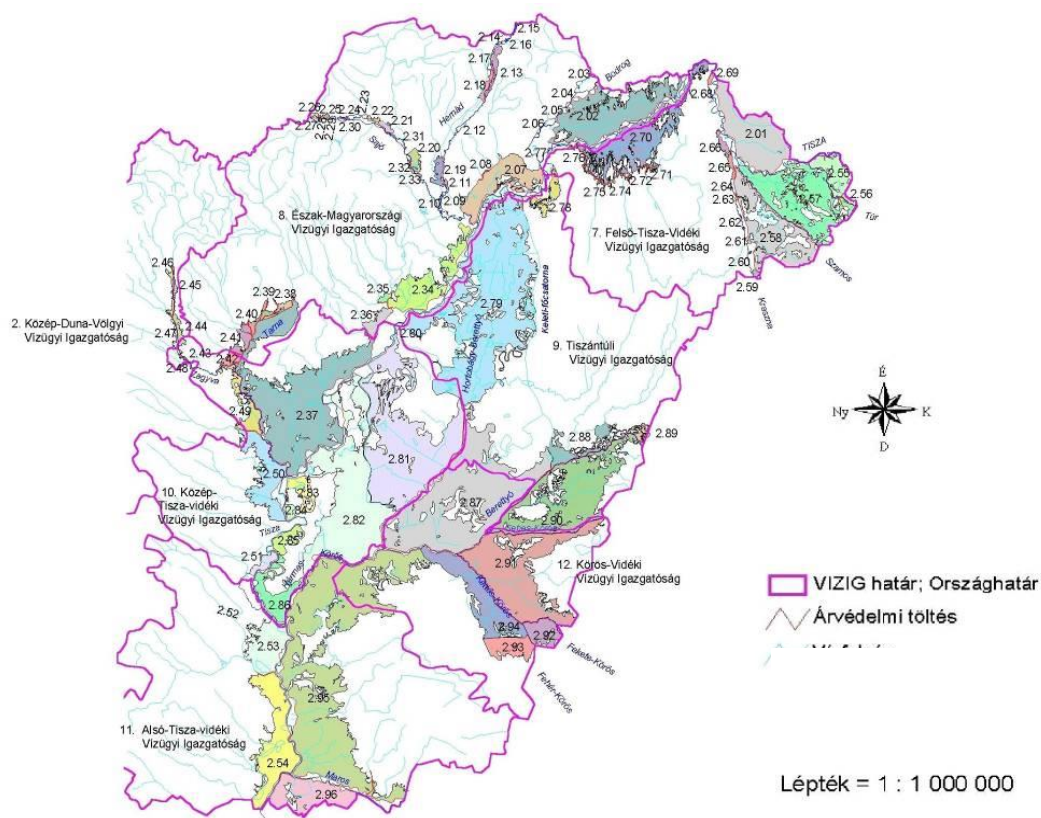 2.15
2.14
2.16
2.17
2.13
2.18
2.03
2.04
Bodrog
2.05
2.02
2.69
2.68
2.23
2.26
2.25
2.24
2.22
2.27
2.30
2.21
Sajó
Hernád
2.12
2.06
2.31
2.20
2.32
2.33
2.19
2.11
2.10
2.09
2.08
2.07
2.77
2.76
2.70
2.75
2.74
2.72
2.71
2.78
2.01
2.66
2.65
2.64
2.63
2.62
2.61
2.60
2.59
TISZA
2.55
2.56
2.57
Túr
2.58
Szamos
Kraszna
8. Észak-Magyarországi
Vízügyi Igazgatóság
7. Felső-Tisza-Vidéki
Vízügyi Igazgatóság
2.46
2.45
2.44
2.47
2.43
2.48
Zagyva
2.39
2.38
2.40
2.41
2.42
Tarna
2.35
2.34
2.36
2.80
2.79
Hortobágy-Berettyó
Keleti-főcsatorna
2. Közép-Duna-Völgyi
Vízügyi Igazgatóság
9. Tiszántúli
Vízügyi Igazgatóság
É
Ny
K
D
2.49
2.37
2.50
2.81
2.88
2.89
2.83
2.84
2.82
2.87
Berettyó
2.90
10. Közép-
Tisza-vidéki
Vízügyi Igazgatóság
Tisza
2.85
2.51
Hármas-
Körös
2.86
2.52
2.53
2.91
12. Körös-Vidéki
Vízügyi Igazgatóság
2.94
2.92
2.93
Fekete-Körös
Fehér-Körös
2.95
11. Alsó-Tisza-vidéki
Vízügyi Igazgatóság
2.54
Maros
2.96
VIZIG határ; Országhatár
Árvédelmi töltés
Lépték = 1 : 1 000 000